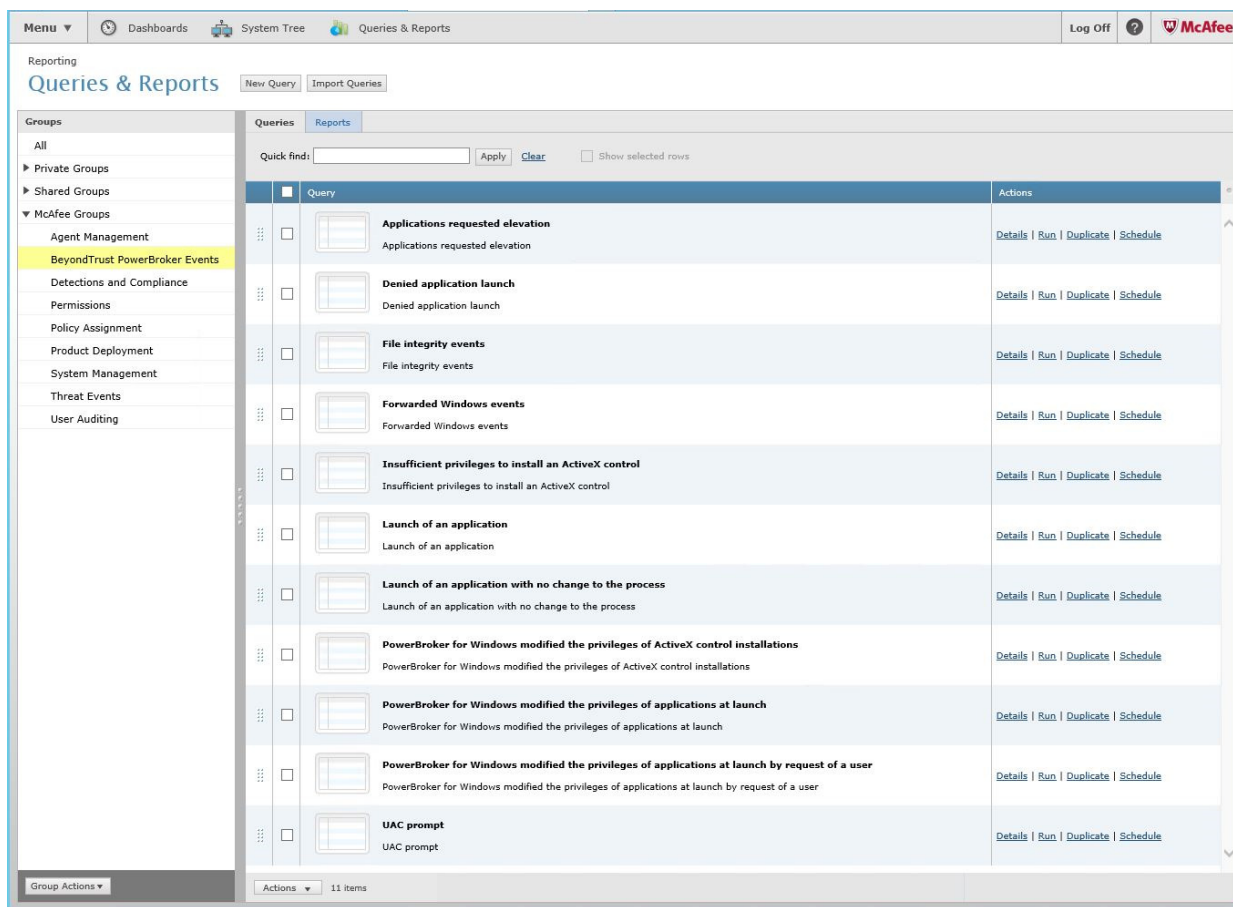 Menu ▼ Dashboards System Tree Queries & Reports Log Off ? McAfee
Reporting
Queries & Reports New Query Import Queries
Groups
All
Private Groups
Shared Groups
McAfee Groups
Agent Management
BeyondTrust PowerBroker Events
Detections and Compliance
Permissions
Policy Assignment
Product Deployment
System Management
Threat Events
User Auditing
Group Actions ▾
Queries Reports
Quick find: Apply Clear Show selected rows
Query Actions
Applications requested elevation
Applications requested elevation
Details | Run | Duplicate | Schedule
Denied application launch
Denied application launch
Details | Run | Duplicate | Schedule
File integrity events
File integrity events
Details | Run | Duplicate | Schedule
Forwarded Windows events
Forwarded Windows events
Details | Run | Duplicate | Schedule
Insufficient privileges to install an ActiveX control
Insufficient privileges to install an ActiveX control
Details | Run | Duplicate | Schedule
Launch of an application
Launch of an application
Details | Run | Duplicate | Schedule
Launch of an application with no change to the process
Launch of an application with no change to the process
Details | Run | Duplicate | Schedule
PowerBroker for Windows modified the privileges of ActiveX control installations
PowerBroker for Windows modified the privileges of ActiveX control installations
Details | Run | Duplicate | Schedule
PowerBroker for Windows modified the privileges of applications at launch
PowerBroker for Windows modified the privileges of applications at launch
Details | Run | Duplicate | Schedule
PowerBroker for Windows modified the privileges of applications at launch by request of a user
PowerBroker for Windows modified the privileges of applications at launch by request of a user
Details | Run | Duplicate | Schedule
UAC prompt
UAC prompt
Details | Run | Duplicate | Schedule
Actions ▾ 11 items